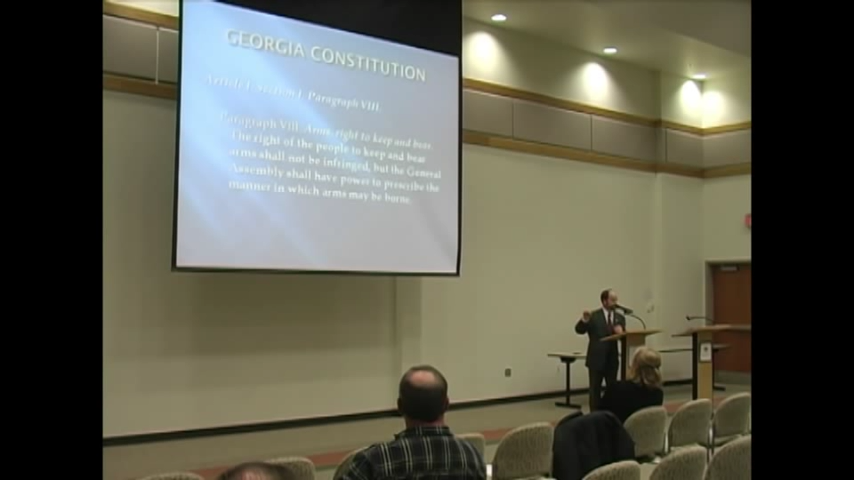 GEORGIA CONSTITUTION
Article I. Section I. Paragraph VIII.
Paragraph VIII. Arms, right to keep and bear.
The right of the people to keep and bear
arms shall not be infringed, but the General
Assembly shall have power to prescribe the
manner in which arms may be borne.